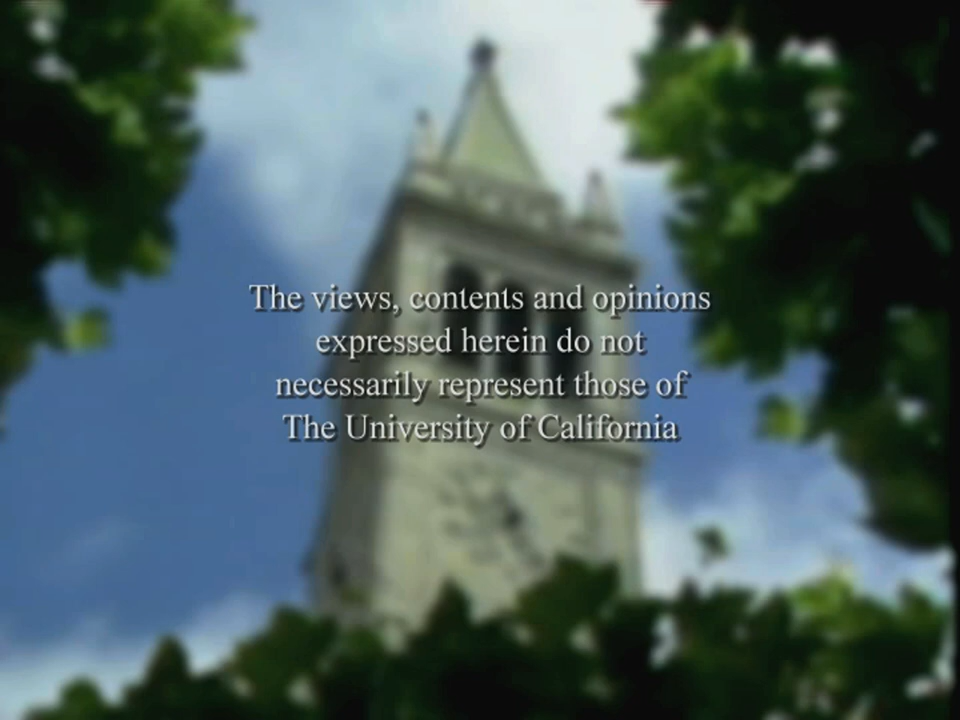 The views, contents and opinions
expressed herein do not
necessarily represent those of
The University of California